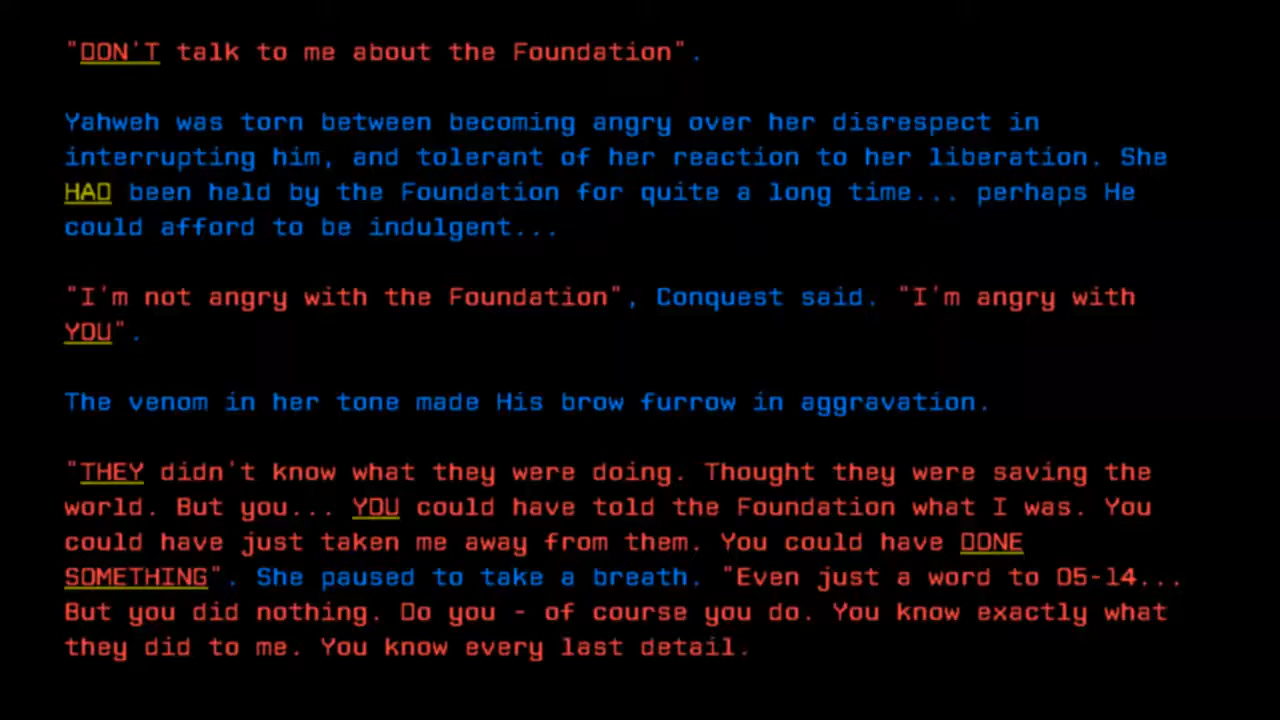 "DON'T talk to me about the Foundation".
Yahweh was torn between becoming angry over her disrespect in
interrupting him, and tolerant of her reaction to her liberation. She
HAD been held by the Foundation for quite a long time... perhaps He
could afford to be indulgent...
"I'm not angry with the Foundation", Conquest said. "I'm angry with
YOU".
The venom in her tone made His brow furrow in aggravation.
"THEY didn't know what they were doing. Thought they were saving the
world. But you... YOU could have told the Foundation what I was. You
could have just taken me away from them. You could have DONE
SOMETHING". She paused to take a breath. "Even just a word to O5-14...
But you did nothing. Do you - of course you do. You know exactly what
they did to me. You know every last detail.